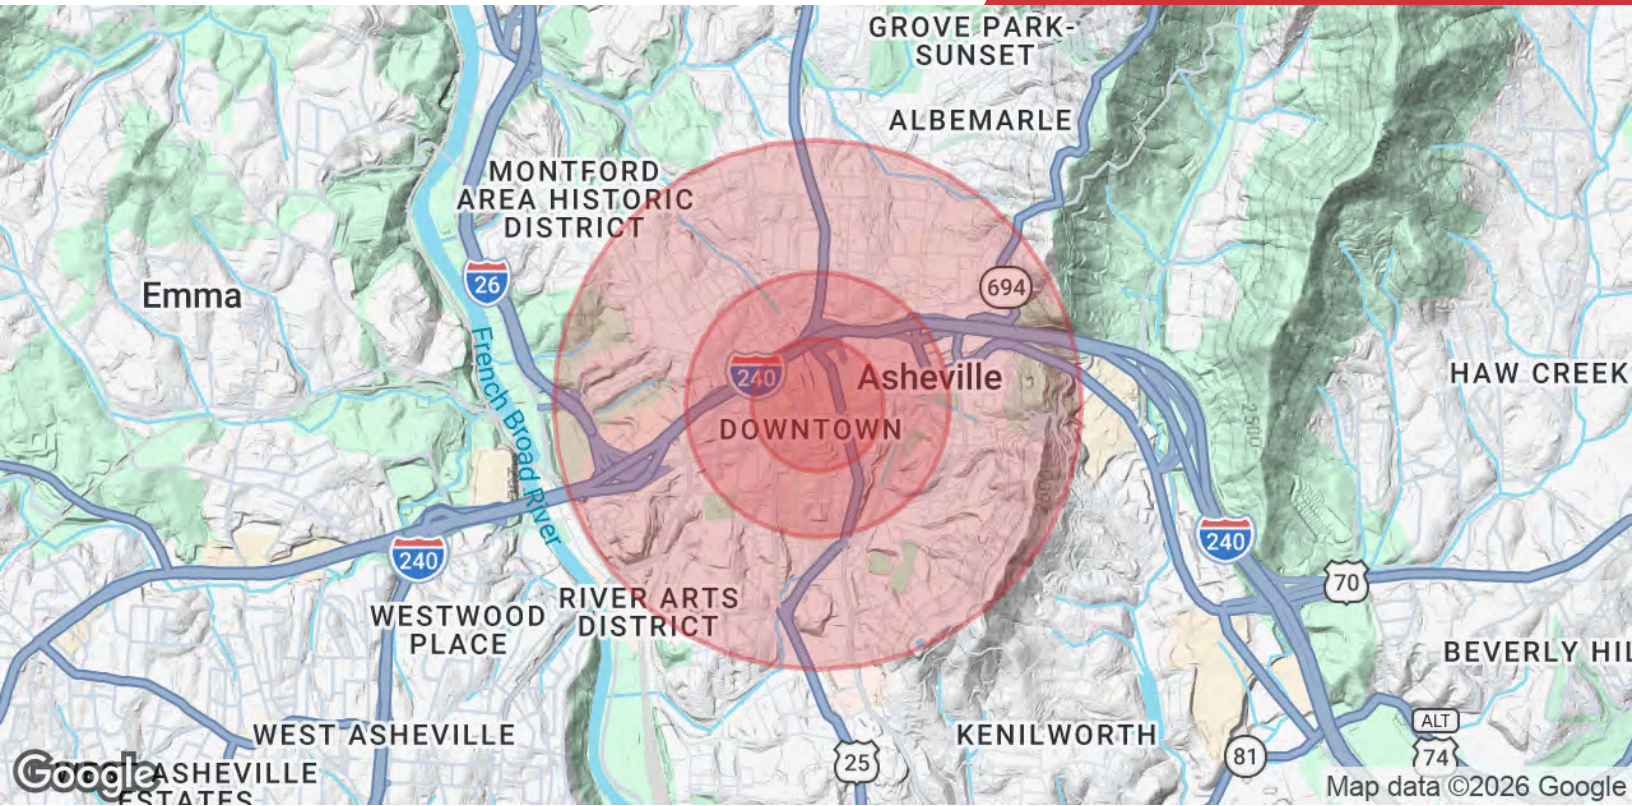 GROVE PARK-
SUNSET
ALBEMARLE
MONTFORD
AREA HISTORIC
DISTRICT
26
694
Emma
French Broad River
240
Asheville
HAW CREEK
DOWNTOWN
2500
240
240
70
RIVER ARTS
DISTRICT
WESTWOOD
PLACE
BEVERLY HIL
WEST ASHEVILLE
KENILWORTH
ALT
74
25
81
Google
WEST ASHEVILLE
ESTATES
Map data ©2026 Google